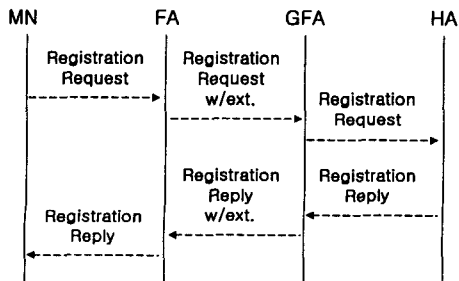 MN FA GFA HA
Registration
Request
Registration
Request
w/ext.
Registration
Request
Registration
Reply
w/ext.
Registration
Reply
Registration
Reply